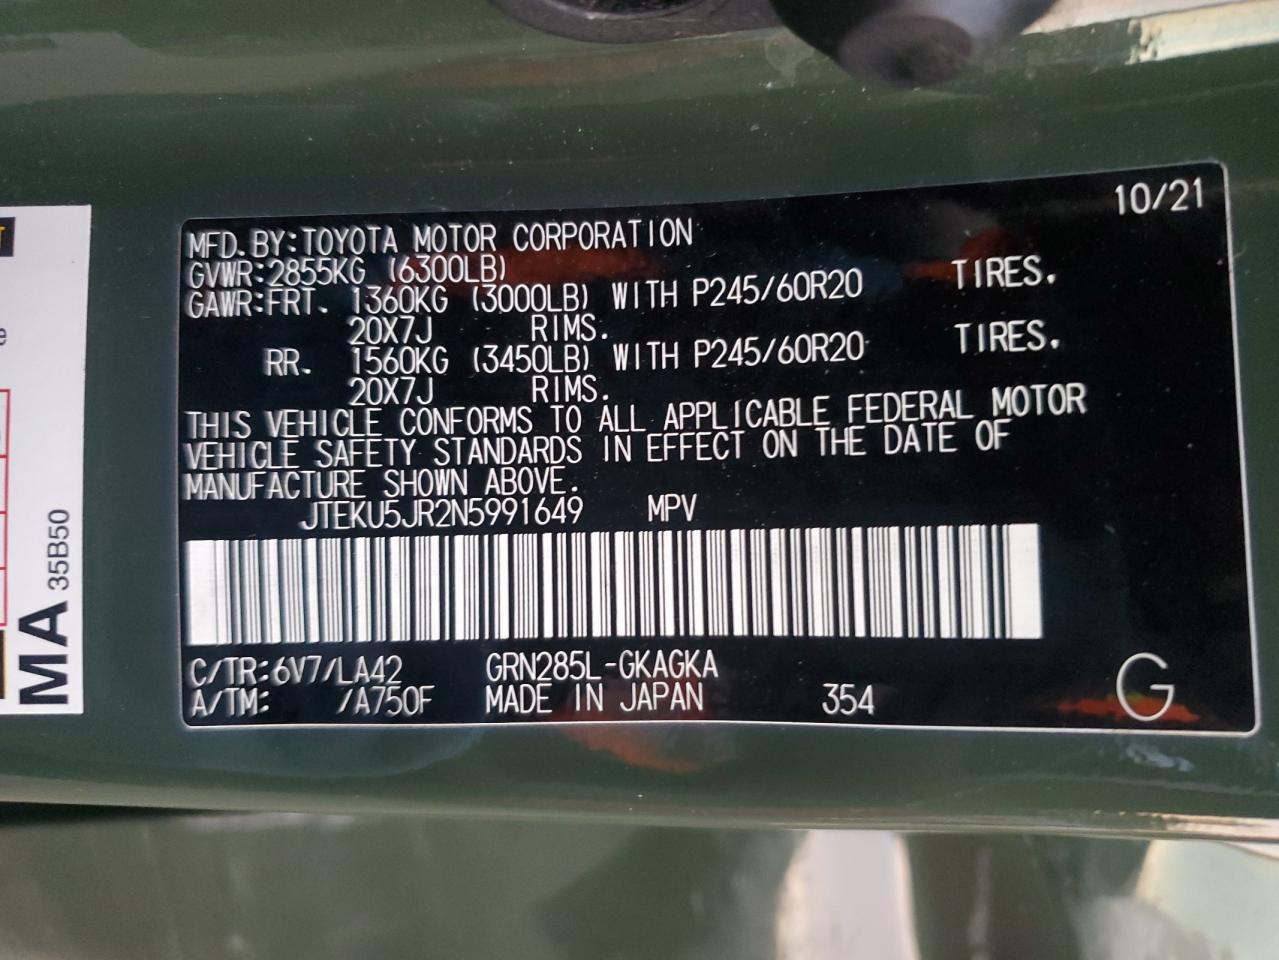 10/21
MFD.BY:TOYOTA MOTOR CORPORATION
GVWR:2855KG (6300LB)
GAWR:FRT. 1360KG (3000LB) WITH P245/60R20 TIRES.
20X7J RIMS.
RR. 1560KG (3450LB) WITH P245/60R20 TIRES.
20X7J RIMS.
THIS VEHICLE CONFORMS TO ALL APPLICABLE FEDERAL MOTOR
VEHICLE SAFETY STANDARDS IN EFFECT ON THE DATE OF
MANUFACTURE SHOWN ABOVE.
JTEKU5JR2N5991649 MPV
C/TR:6V7/LA42 GRN285L-GKAGKA
A/TM: /A750F MADE IN JAPAN 354 G
MA 35B50